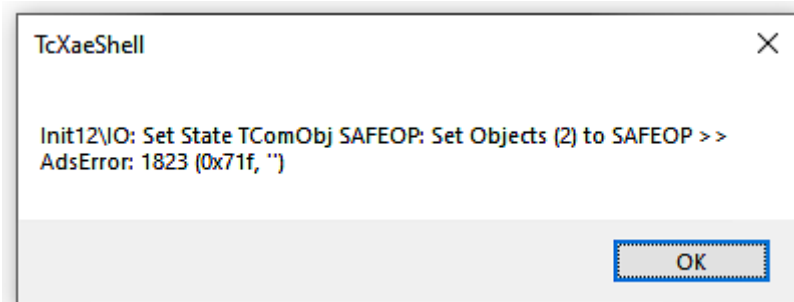 TcXaeShell
Init12\IO: Set State TComObj SAFEOP: Set Objects (2) to SAFEOP >>
AdsError: 1823 (0x71f, '')
OK